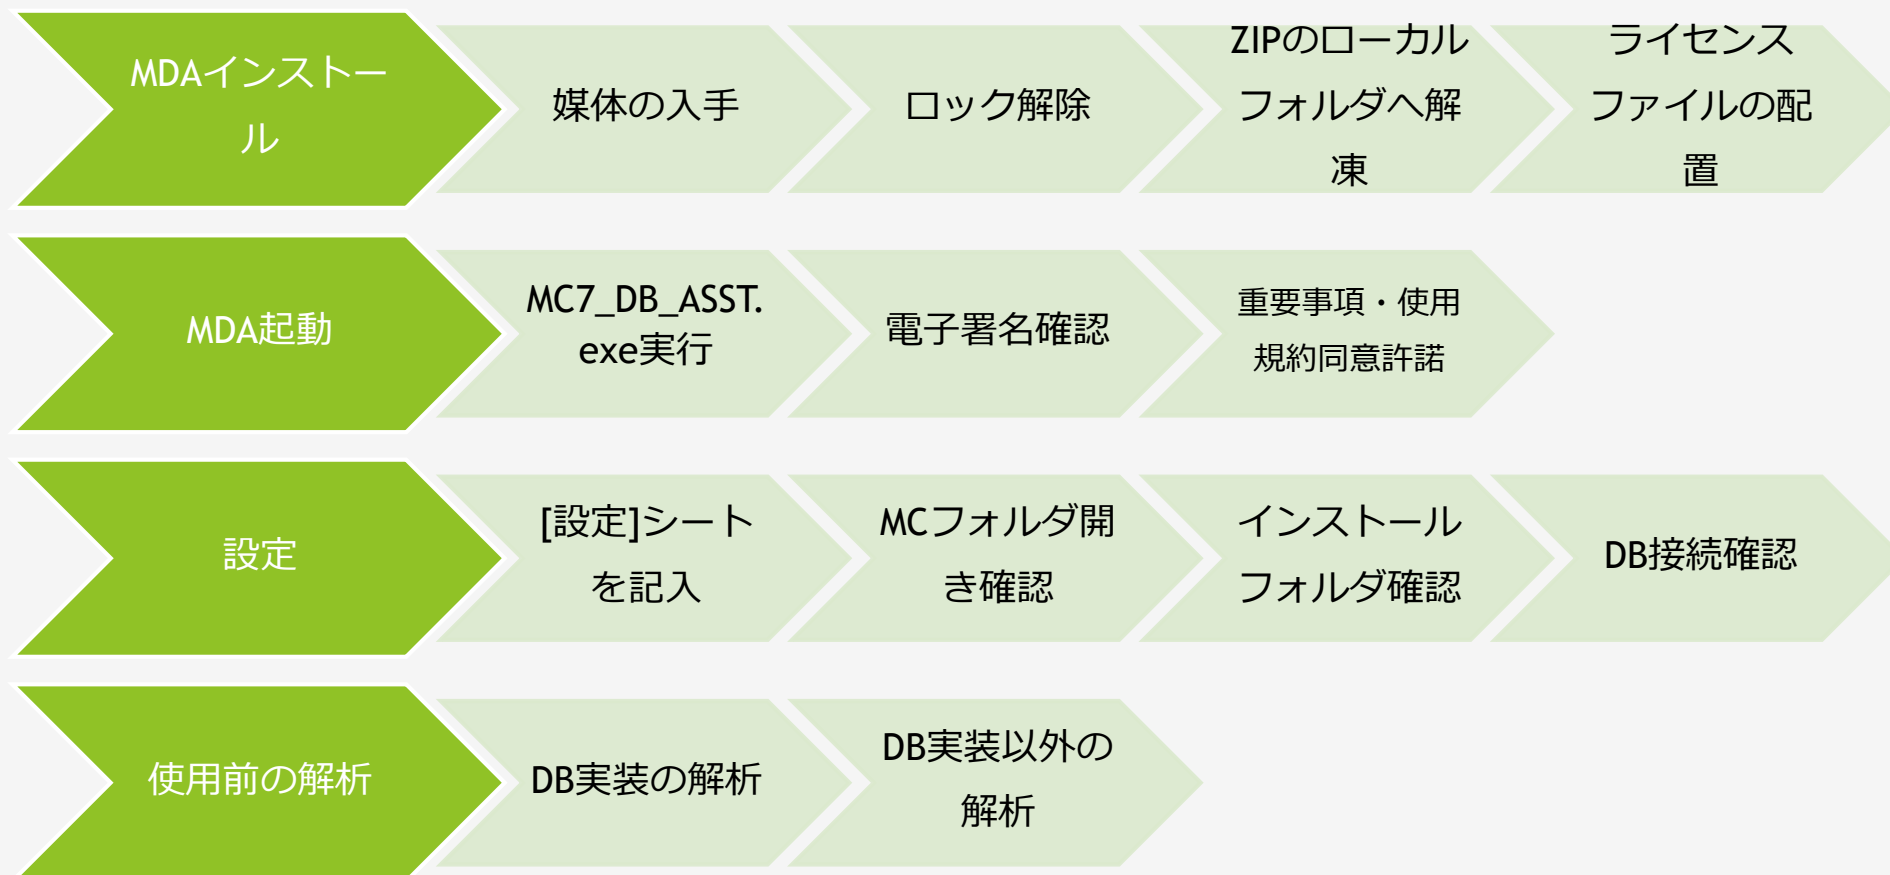 MDAインストー
ル
媒体の入手
ロック解除
ZIPのローカル
フォルダへ解
凍
ライセンス
ファイルの配
置
MDA起動
MC7_DB_ASST.
exe実行
電子署名確認
重要事項・使用
規約同意許諾
設定
[設定]シート
を記入
MCフォルダ開
き確認
インストール
フォルダ確認
DB接続確認
使用前の解析
DB実装の解析
DB実装以外の
解析